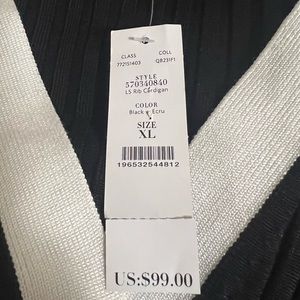 CLASS COLL
772151403 QB231F1
STYLE
570340840
LS Rib Cardigan
COLOR
Black + Ecru
SIZE
XL
196532544812
US:$99.00